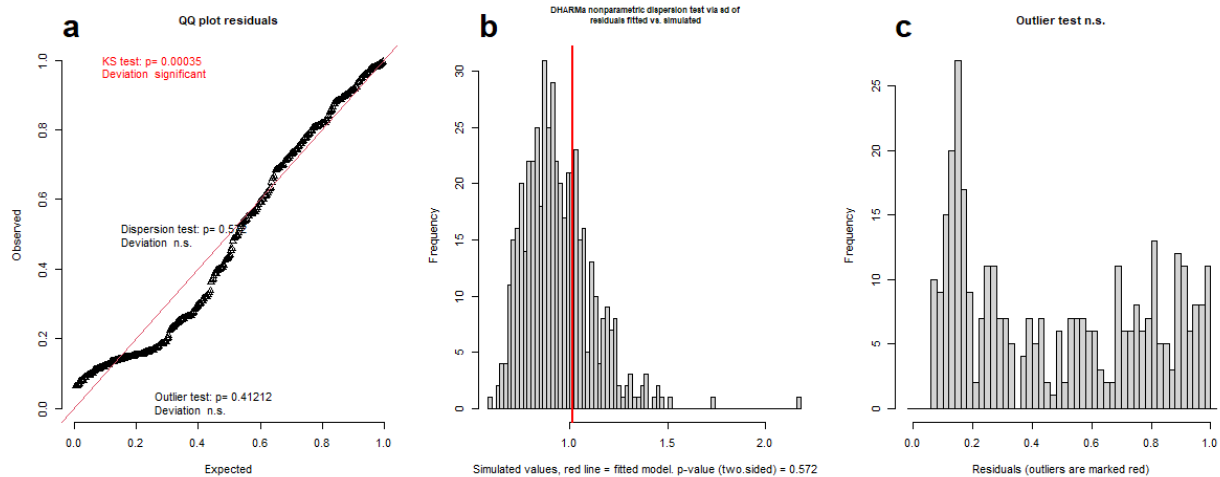 a
QQ plot residuals
KS test: p= 0.00035
Deviation significant
Dispersion test: p= 0.57
Deviation n.s.
Outlier test: p= 0.41212
Deviation n.s.
Observed
0.0 0.2 0.4 0.6 0.8 1.0
0.0 0.2 0.4 0.6 0.8 1.0
Expected
b
DHARMa nonparametric dispersion test via sd of
residuals fitted vs. simulated
Frequency
0 5 10 15 20 25 30
1.0 1.5 2.0
Simulated values, red line = fitted model. p-value (two.sided) = 0.572
c
Outlier test n.s.
Frequency
0 5 10 15 20 25
0.0 0.2 0.4 0.6 0.8 1.0
Residuals (outliers are marked red)